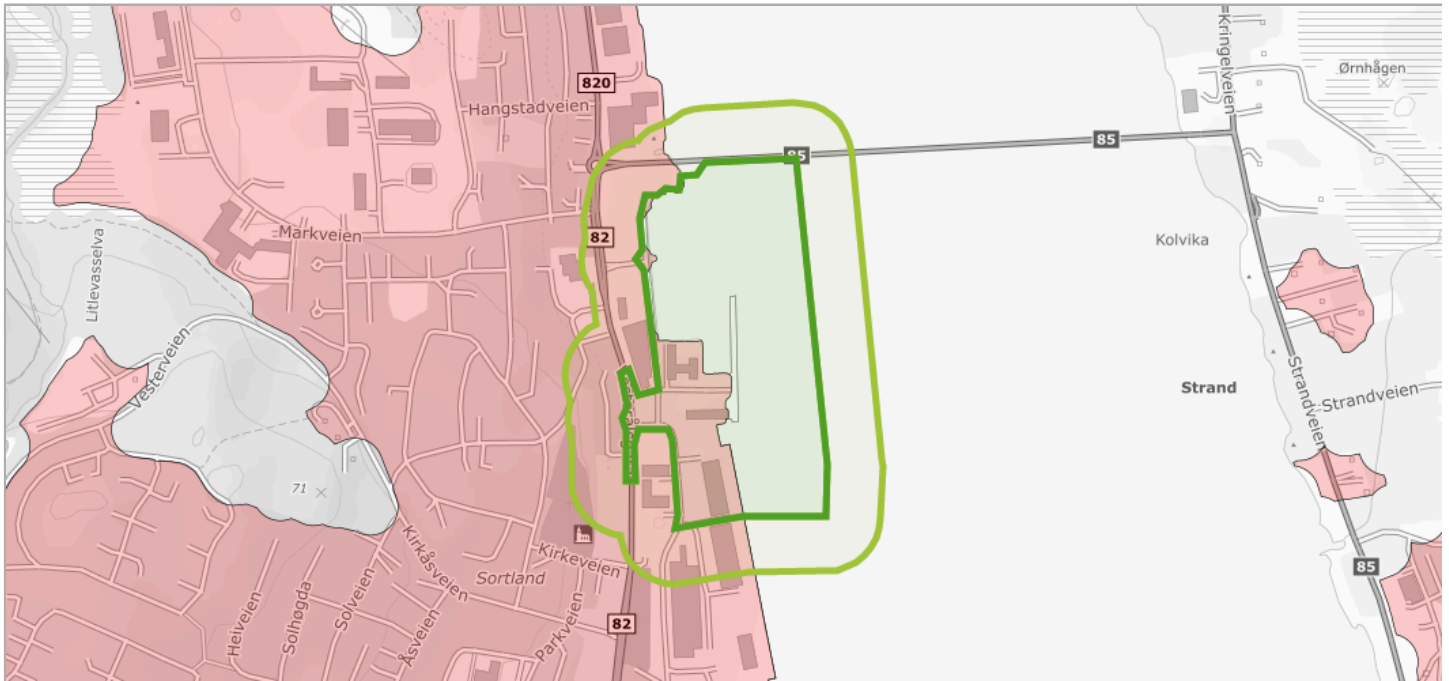 Kringelveien
Ørnhågen
820
Hangstadveien
85
85
Markveien
82
Kolvika
Litlevasselva
Vesterveien
Strandveien
Strand
Strandveien
71
Kirkåsveien
Kirkeveien
Sortland
85
Heiveien
Solhøgda
Solveien
Åsveien
Parkveien
82